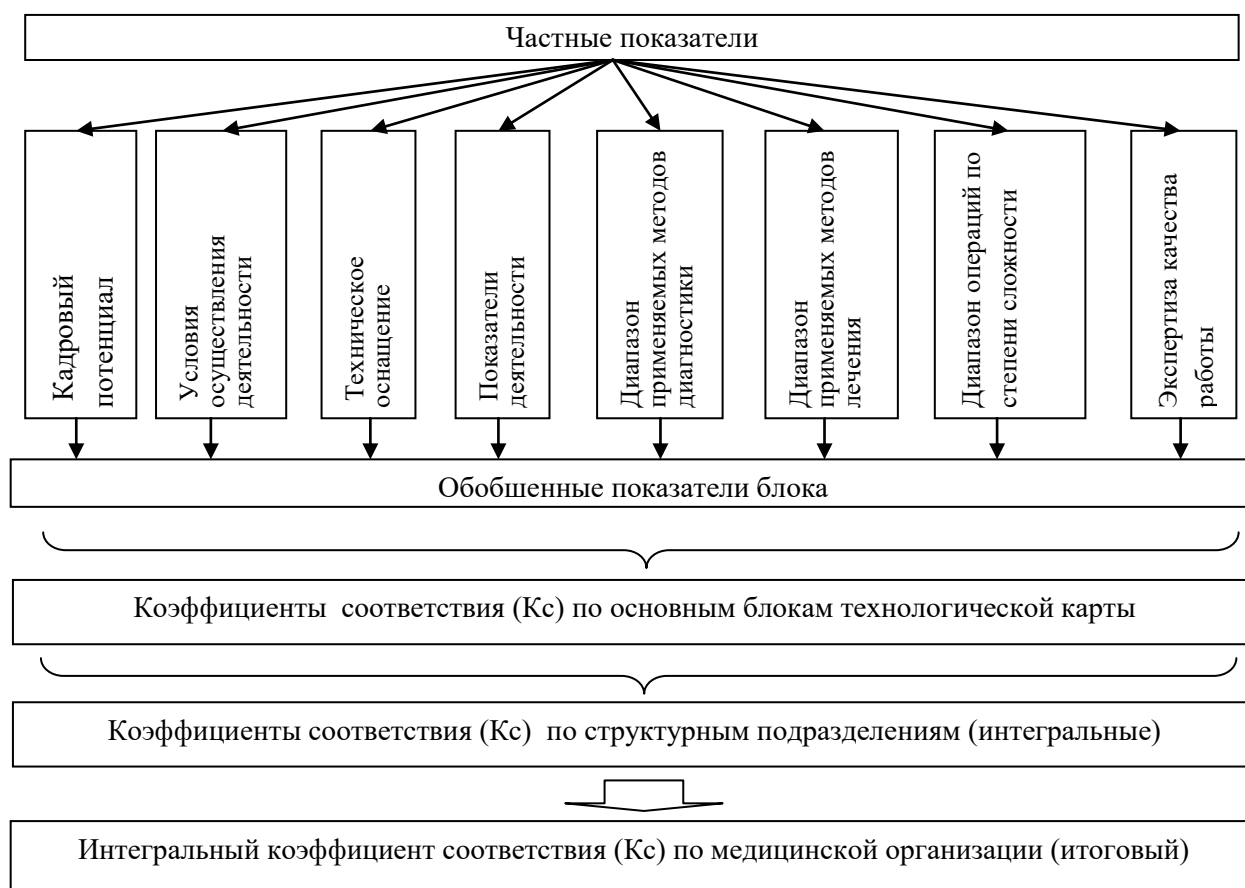 Частные показатели
Кадровый
потенциал
Условия
осуществления
деятельности
Техническое
оснащение
Показатели
деятельности
Диапазон
применяемых методов
диагностики
Диапазон
применяемых методов
лечения
Диапазон операций по
степени сложности
Экспертиза качества
работы
Обобшенные показатели блока
Коэффициенты соответствия (Кс) по основным блокам технологической карты
Коэффициенты соответствия (Кс) по структурным подразделениям (интегральные)
Интегральный коэффициент соответствия (Кс) по медицинской организации (итоговый)